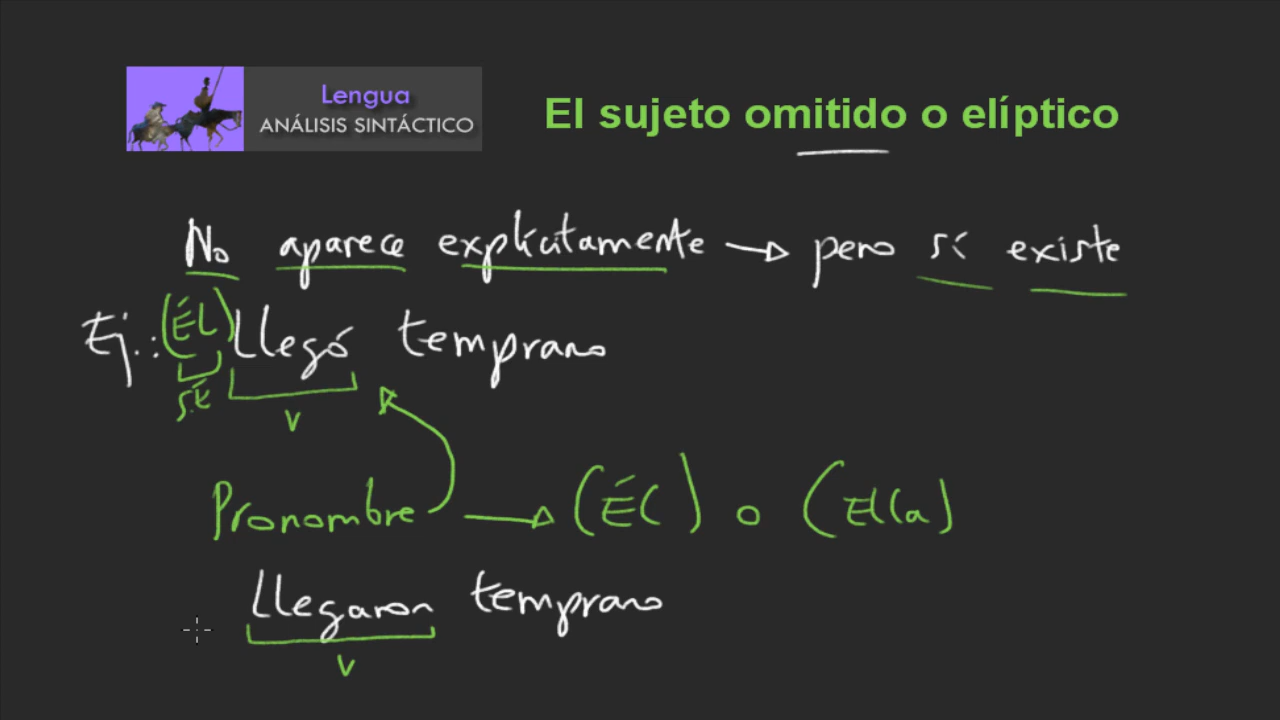 Lengua
ANÁLISIS SINTÁCTICO
El sujeto omitido o elíptico
No aparece explícitamente → pero sí existe
Ej.: (ÉL) Llegó temprano
S.E
V
Pronombre → (ÉL) o (Ella)
Llegaron temprano
V